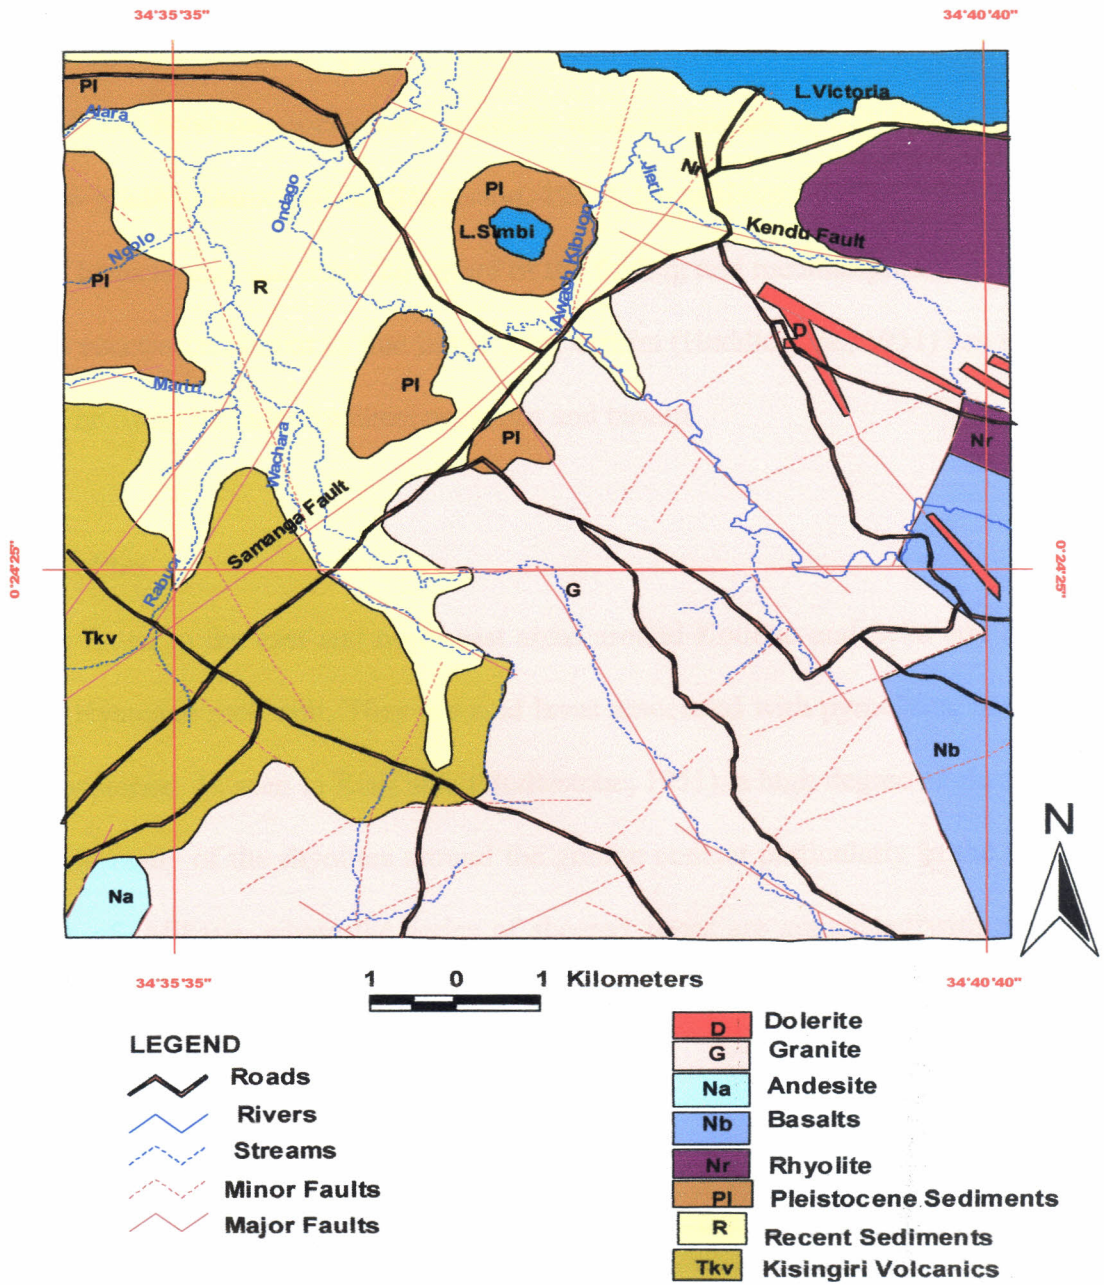 34°35'35" 34°40'40"
Pl
L.Victoria
Alara
Nr
Jieri
Pl
Ondago
L.Simbi
Kendu Fault
Ngolo
Awach Kibuon
Pl
R
D
Pl
Nr
Pl
Wachara
Samanga Fault
0°24'25" 0°24'25"
Rabuor
G
Tkv
Nb
Na
N
34°35'35" 34°40'40"
1 0 1 Kilometers
LEGEND
Roads
Rivers
Streams
Minor Faults
Major Faults
D Dolerite
G Granite
Na Andesite
Nb Basalts
Nr Rhyolite
Pl Pleistocene Sediments
R Recent Sediments
Tkv Kisingiri Volcanics